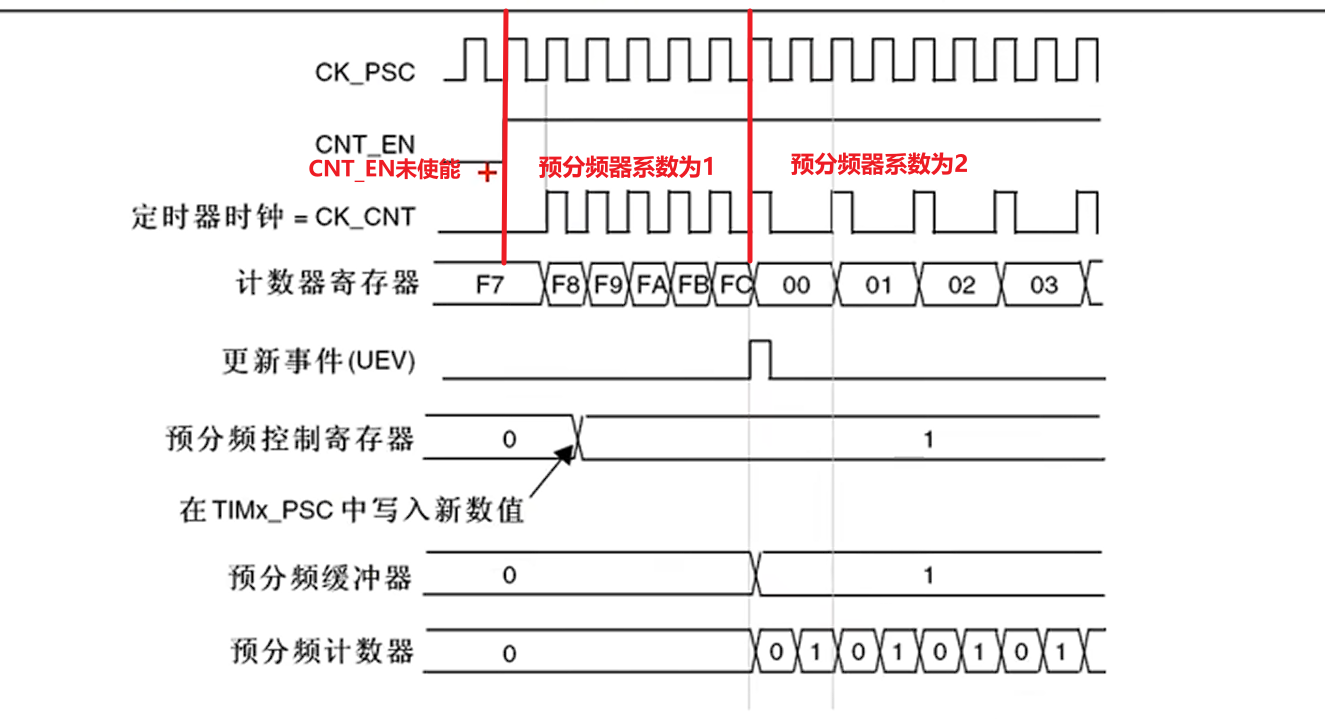 CK_PSC
CNT_EN
CNT_EN未使能
预分频器系数为1
预分频器系数为2
定时器时钟 = CK_CNT
计数器寄存器 F7 F8 F9 FA FB FC 00 01 02 03
更新事件(UEV)
预分频控制寄存器 0 1
在TIMx_PSC 中写入新数值
预分频缓冲器 0 1
预分频计数器 0 0 1 0 1 0 1 0 1